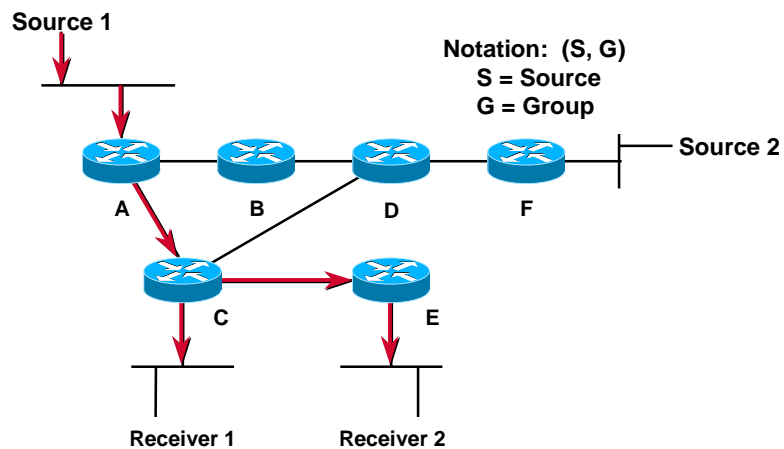 Source 1
Notation: (S, G)
S = Source
G = Group
Source 2
A
B
D
F
C
E
Receiver 1
Receiver 2